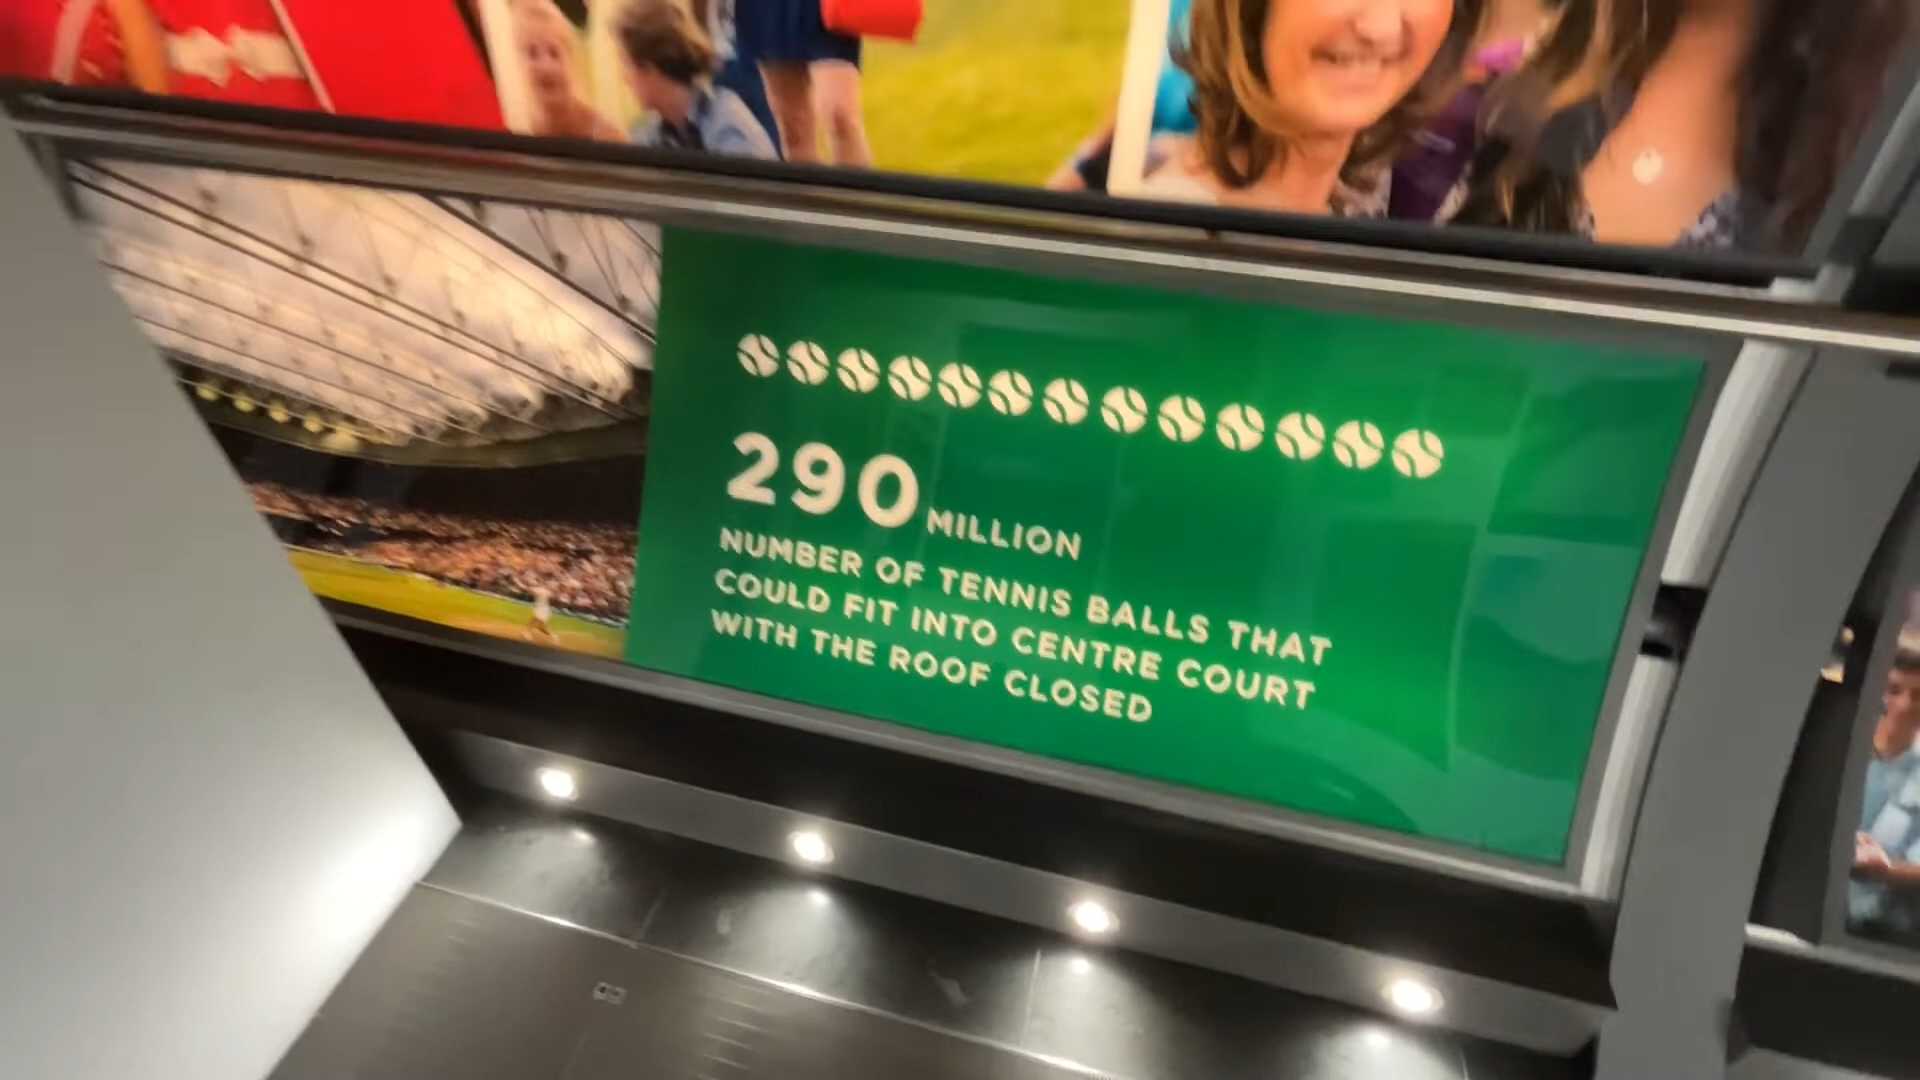 290 MILLION
NUMBER OF TENNIS BALLS THAT
COULD FIT INTO CENTRE COURT
WITH THE ROOF CLOSED